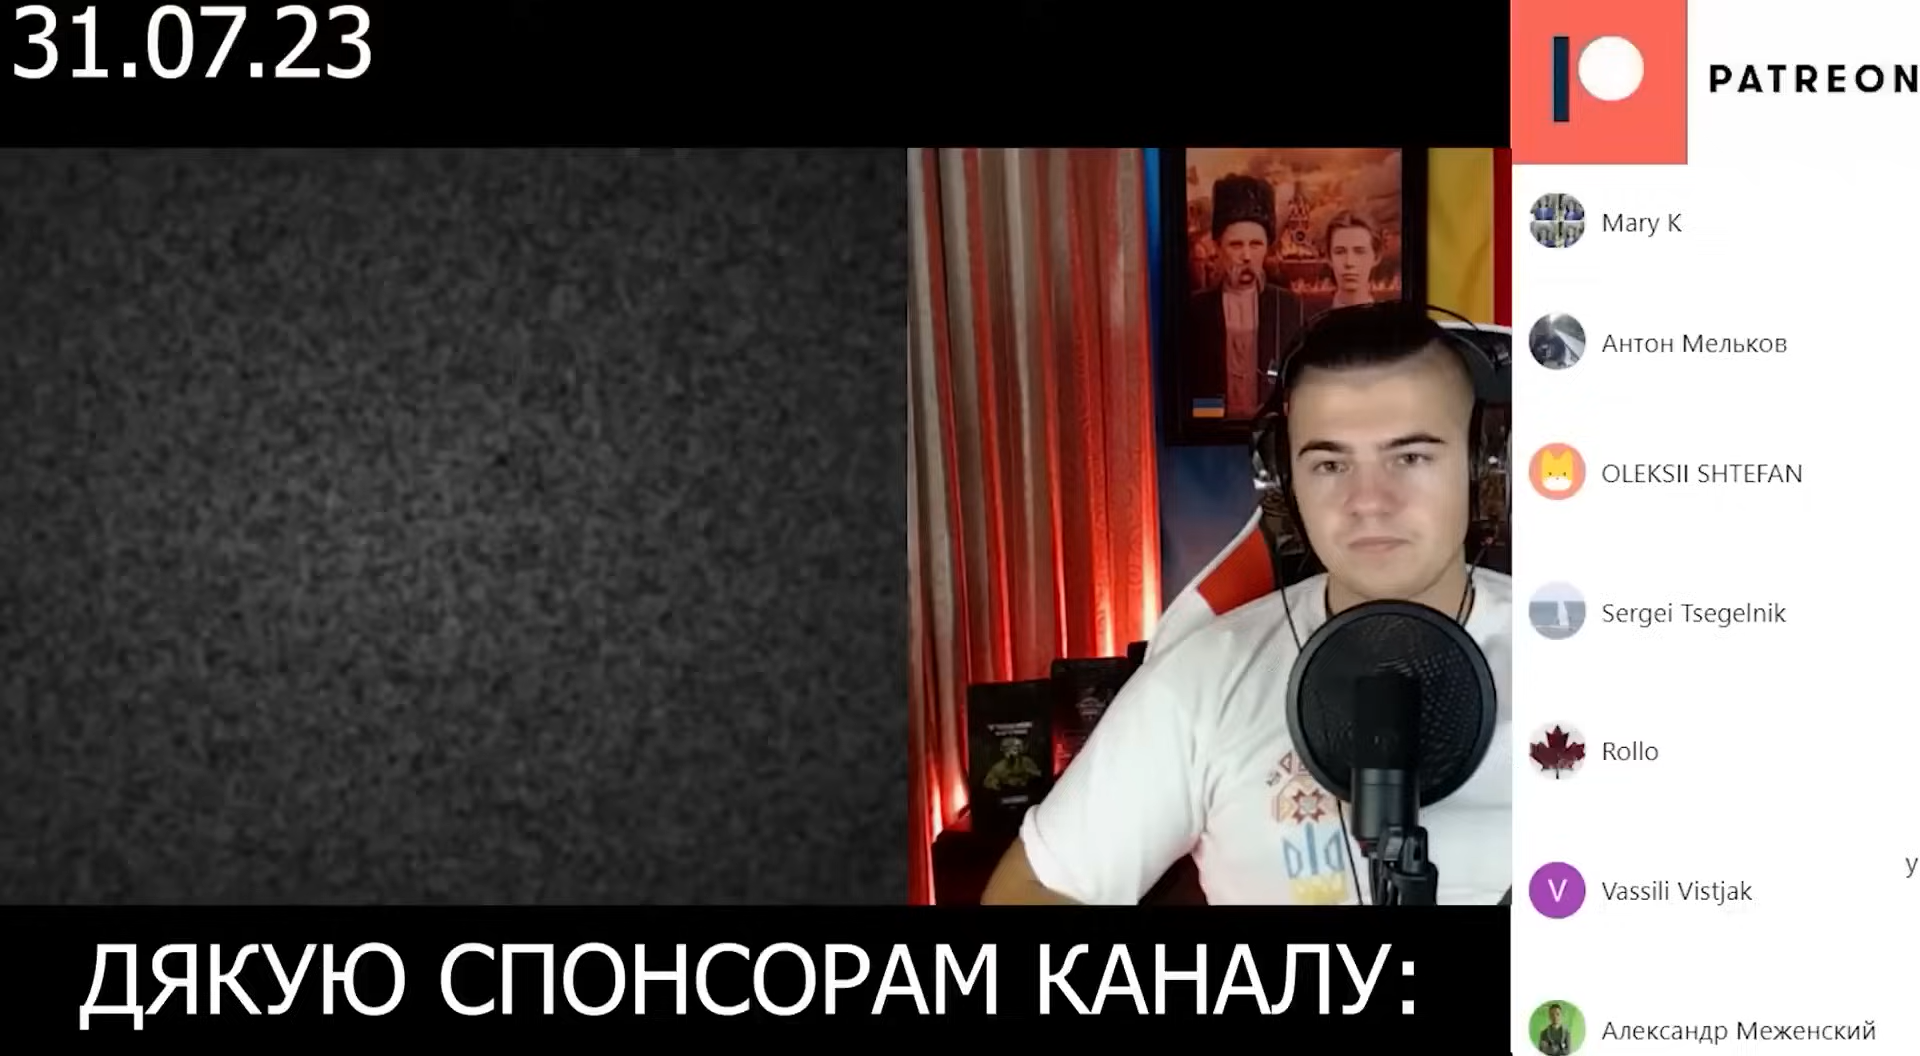 31.07.23
PATREON
Mary K
Антон Мельков
OLEKSII SHTEFAN
Sergei Tsegelnik
Rollo
V
Vassili Vistjak
у
Александр Меженский
ДЯКУЮ СПОНСОРАМ КАНАЛУ: